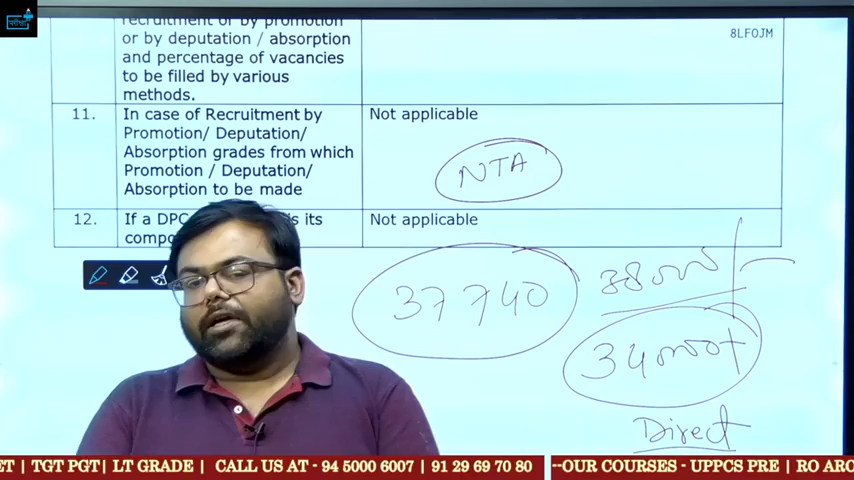 परीक्षा
recruitment or by promotion
or by deputation / absorption
and percentage of vacancies
to be filled by various
methods.
8LFOJM
11.
In case of Recruitment by
Promotion/ Deputation/
Absorption grades from which
Promotion / Deputation/
Absorption to be made
Not applicable
NTA
12.
If a DPC
is its
compo
Not applicable
37740
38000/-
34000+
Direct
ET | TGT PGT| LT GRADE | CALL US AT - 94 5000 6007 | 91 29 69 70 80
--OUR COURSES - UPPCS PRE | RO ARO